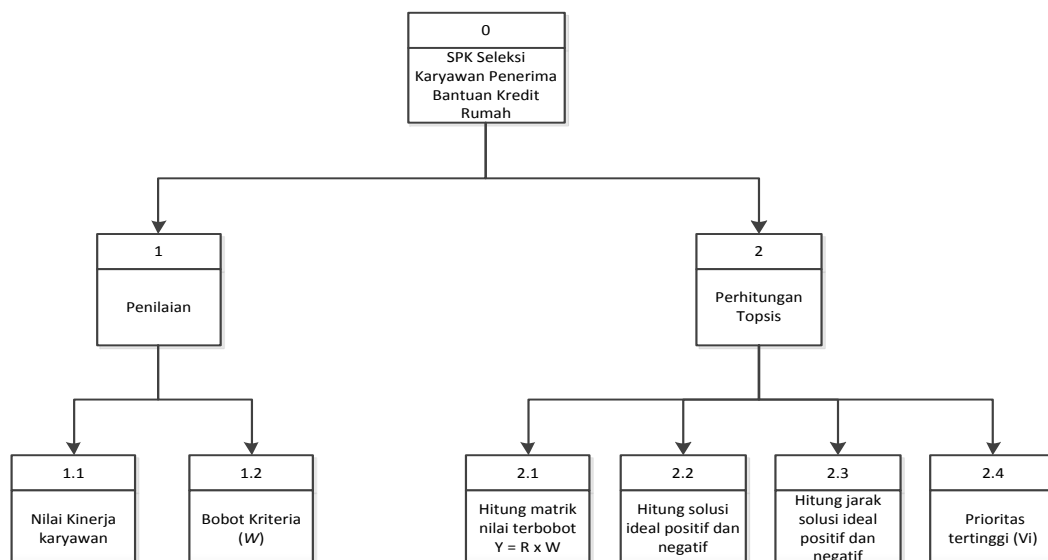 0
SPK Seleksi
Karyawan Penerima
Bantuan Kredit
Rumah
1
Penilaian
2
Perhitungan
Topsis
1.1
Nilai Kinerja
karyawan
1.2
Bobot Kriteria
(W)
2.1
Hitung matrik
nilai terbobot
Y = R x W
2.2
Hitung solusi
ideal positif dan
negatif
2.3
Hitung jarak
solusi ideal
positif dan
negatif
2.4
Prioritas
tertinggi (Vi)